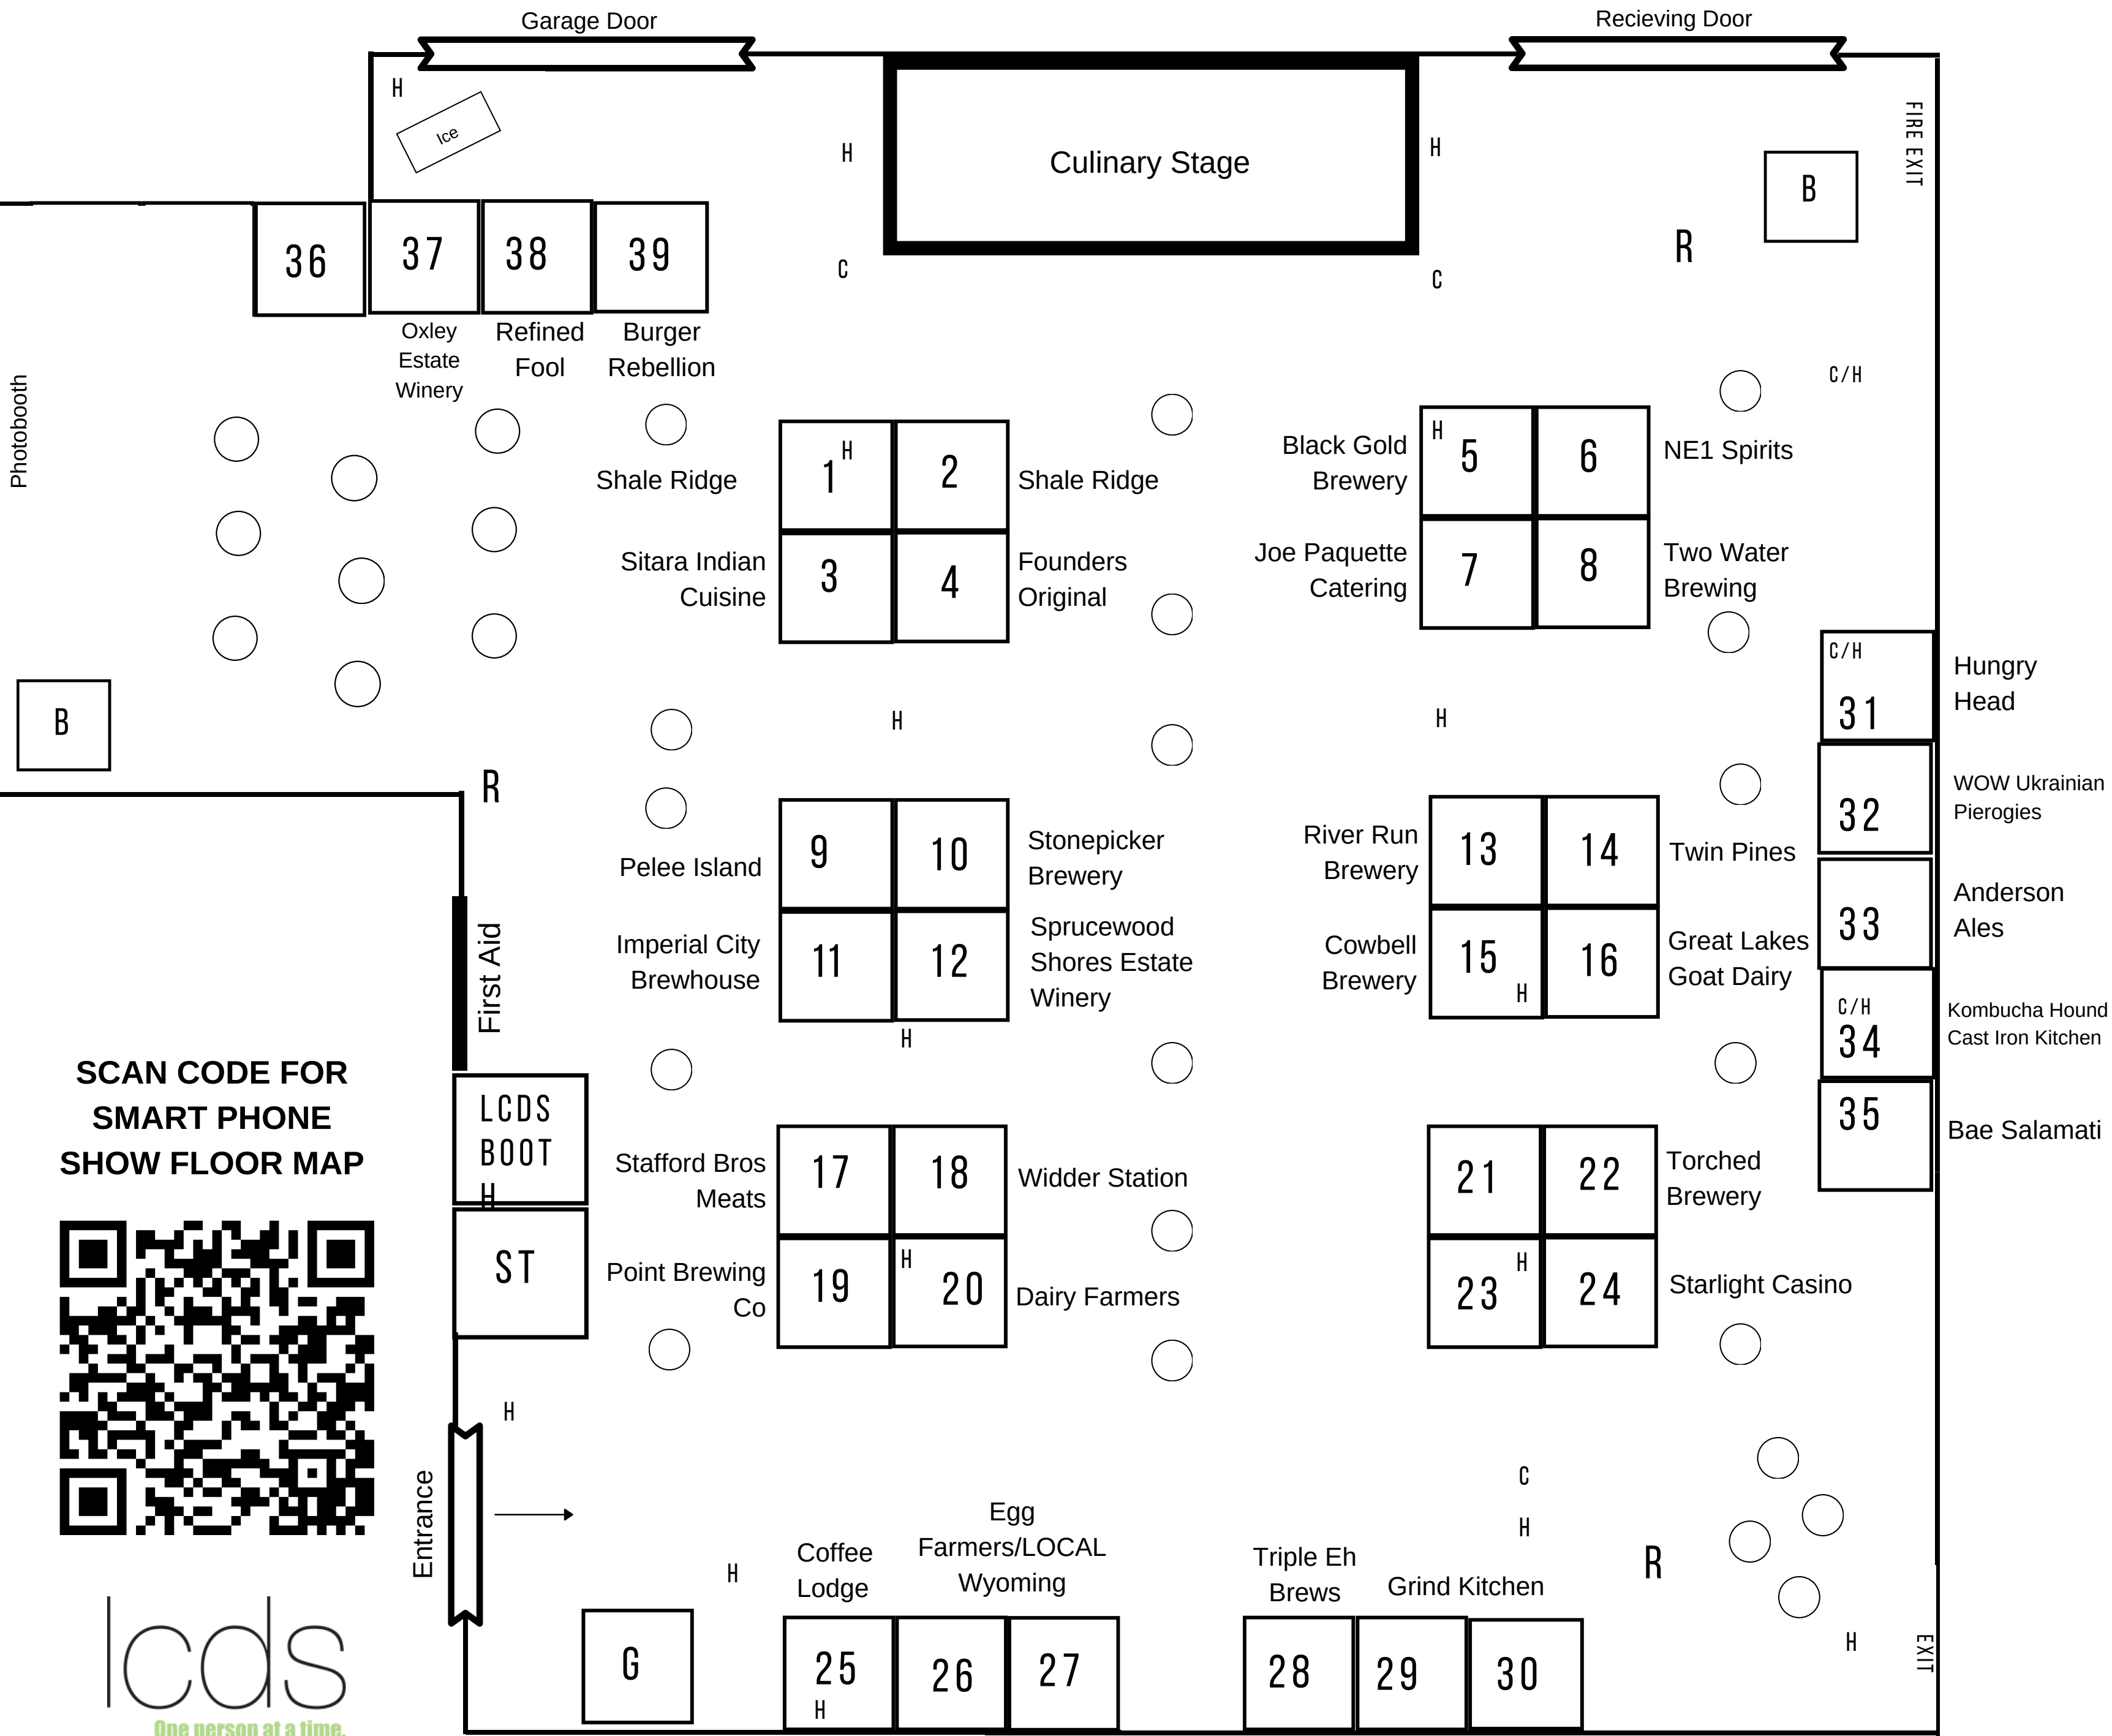 Garage Door
Recieving Door
H
Ice
H
Culinary Stage
H
FIRE EXIT
B
R
36
37
38
39
C
C
Oxley
Estate
Winery
Refined
Fool
Burger
Rebellion
Photobooth
C/H
Shale Ridge
1
H
2
Shale Ridge
Sitara Indian
Cuisine
3
4
Founders
Original
Black Gold
Brewery
H
5
6
NE1 Spirits
Joe Paquette
Catering
7
8
Two Water
Brewing
B
R
H
H
C/H
31
Hungry
Head
32
WOW Ukrainian
Pierogies
33
Anderson
Ales
C/H
34
Kombucha Hound
Cast Iron Kitchen
35
Bae Salamati
Pelee Island
9
10
Stonepicker
Brewery
Imperial City
Brewhouse
11
12
Sprucewood
Shores Estate
Winery
H
River Run
Brewery
13
14
Twin Pines
Cowbell
Brewery
15
H
16
Great Lakes
Goat Dairy
First Aid
LCDS
BOOT
H
ST
SCAN CODE FOR
SMART PHONE
SHOW FLOOR MAP
Stafford Bros
Meats
17
18
Widder Station
Point Brewing
Co
19
H
20
Dairy Farmers
21
22
Torched
Brewery
23
H
24
Starlight Casino
H
Entrance
H
C
H
R
Coffee
Lodge
Egg
Farmers/LOCAL
Wyoming
Triple Eh
Brews
Grind Kitchen
G
25
H
26
27
28
29
30
H
EXIT
lcds
One person at a time.